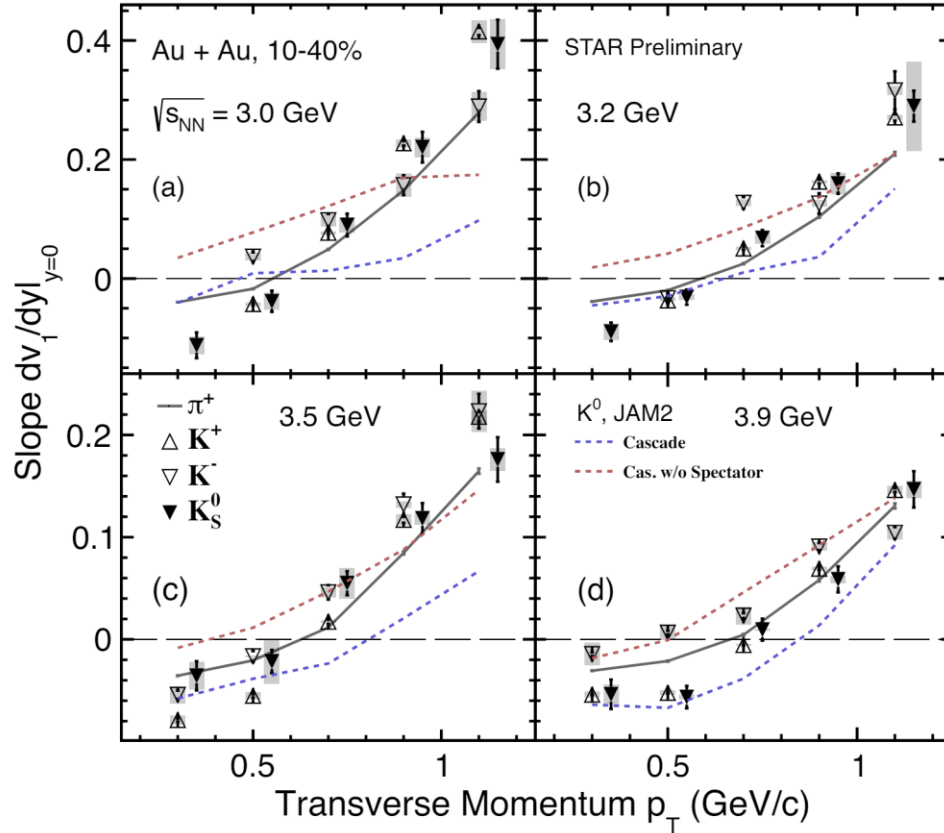 Au + Au, 10-40%
√s_NN = 3.0 GeV
(a)
STAR Preliminary
3.2 GeV
(b)
0.4
0.2
0
Slope dv₁/dy|y=0
π⁺
K⁺
K⁻
K⁰_S
3.5 GeV
(c)
K⁰, JAM2
3.9 GeV
Cascade
Cas. w/o Spectator
(d)
0.2
0.1
0
0.5
1
0.5
1
Transverse Momentum p_T (GeV/c)